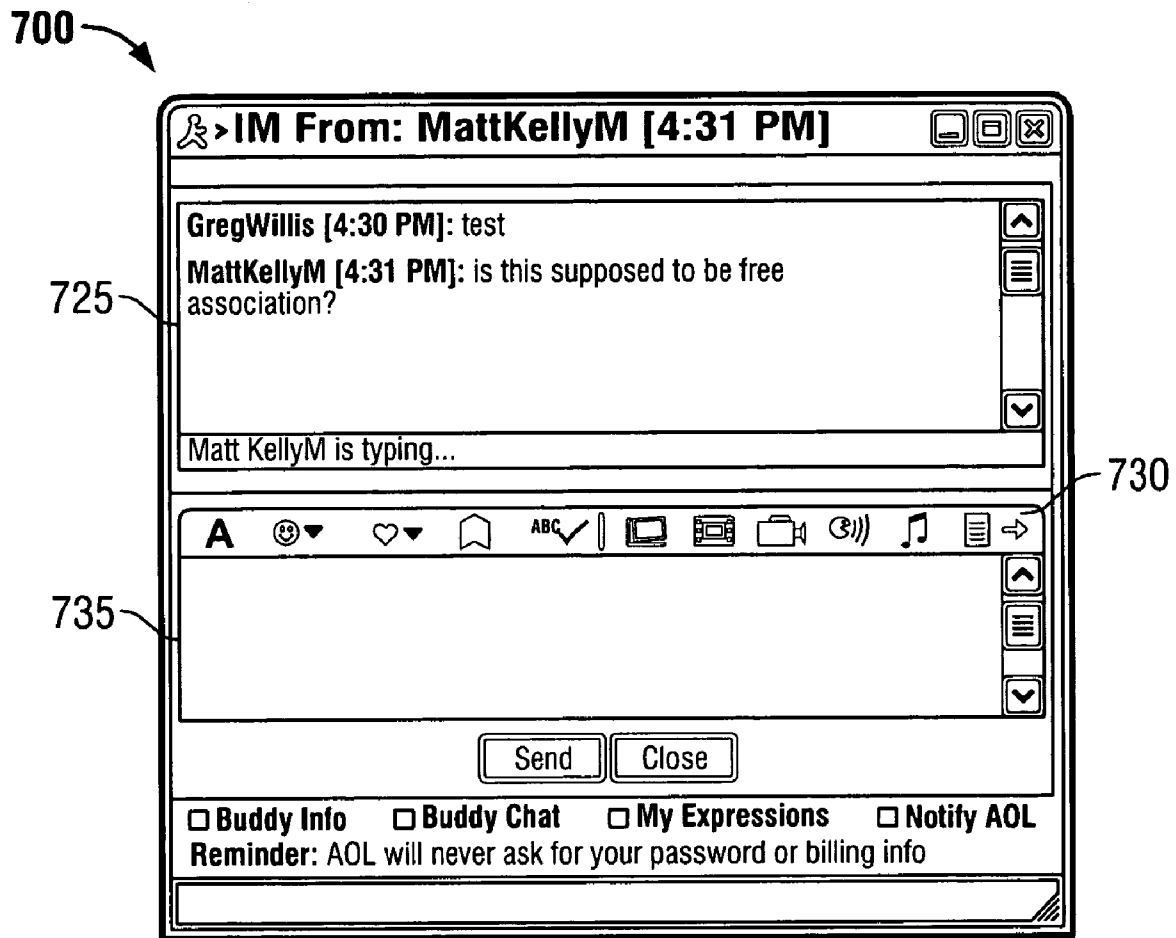 700
>IM From: MattKellyM [4:31 PM]
GregWillis [4:30 PM]: test
MattKellyM [4:31 PM]: is this supposed to be free
association?
725
Matt KellyM is typing...
730
A ABC
735
Send Close
Buddy Info Buddy Chat My Expressions Notify AOL
Reminder: AOL will never ask for your password or billing info